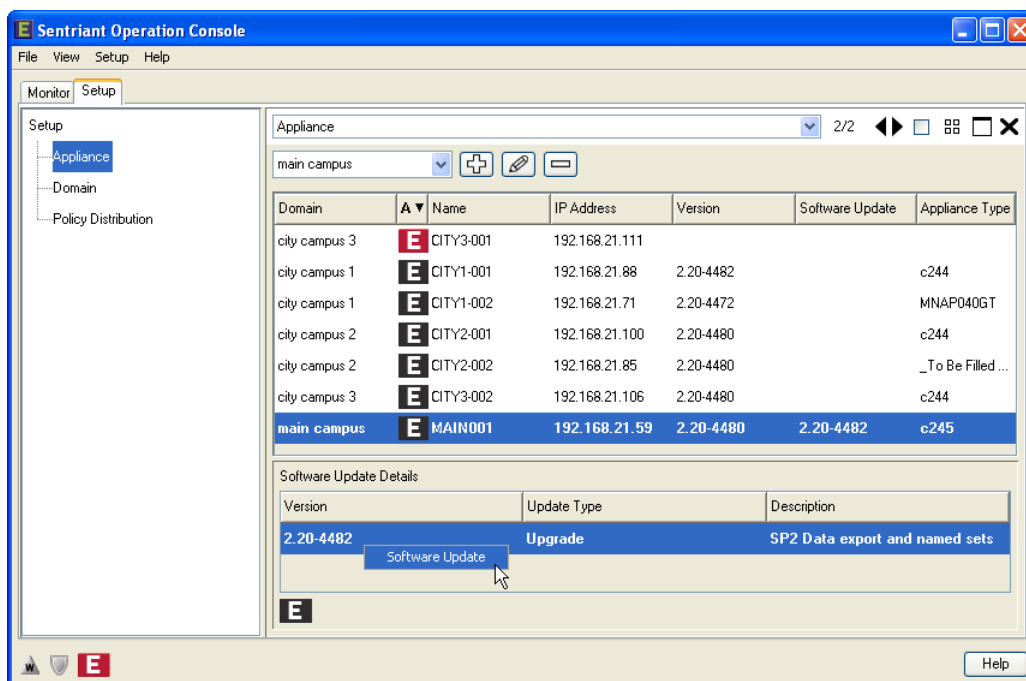 E Sentriant Operation Console
File View Setup Help
Monitor Setup
Setup
Appliance
Domain
Policy Distribution
Appliance 2/2
main campus
Domain A Name IP Address Version Software Update Appliance Type
city campus 3 E CITY3-001 192.168.21.111
city campus 1 E CITY1-001 192.168.21.88 2.20-4482 c244
city campus 1 E CITY1-002 192.168.21.71 2.20-4472 MNAP040GT
city campus 2 E CITY2-001 192.168.21.100 2.20-4480 c244
city campus 2 E CITY2-002 192.168.21.85 2.20-4480 _To Be Filled ...
city campus 3 E CITY3-002 192.168.21.106 2.20-4480 c244
main campus E MAIN001 192.168.21.59 2.20-4480 2.20-4482 c245
Software Update Details
Version Update Type Description
2.20-4482 Upgrade SP2 Data export and named sets
Software Update
E
W E Help